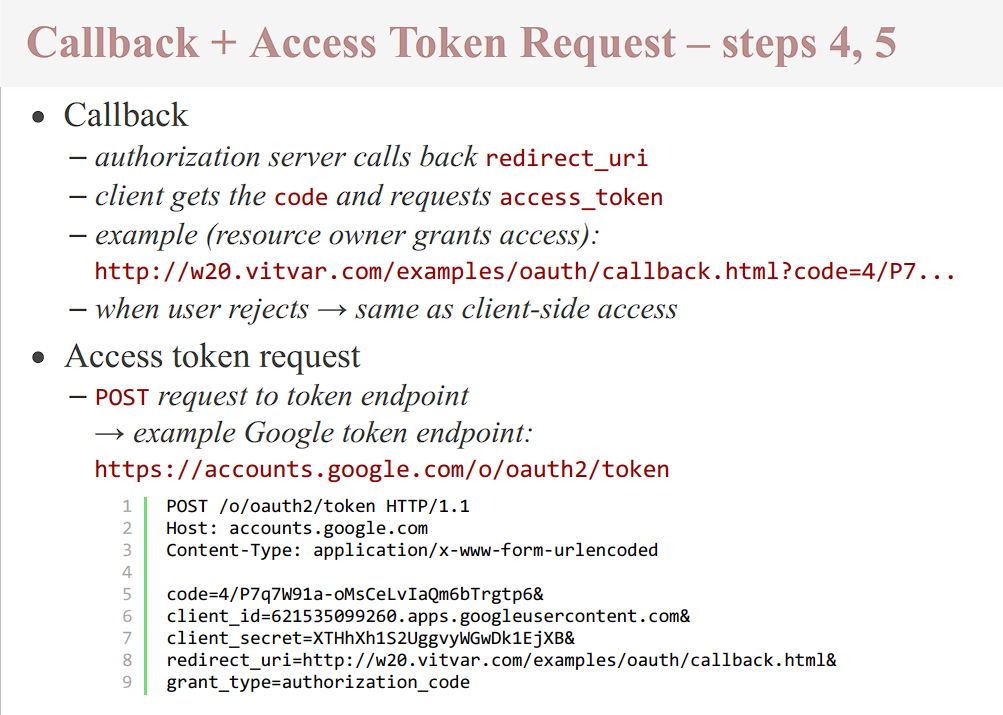 Callback + Access Token Request – steps 4, 5
• Callback
– authorization server calls back redirect_uri
– client gets the code and requests access_token
– example (resource owner grants access):
http://w20.vitvar.com/examples/oauth/callback.html?code=4/P7...
– when user rejects → same as client-side access
• Access token request
– POST request to token endpoint
→ example Google token endpoint:
https://accounts.google.com/o/oauth2/token
1 POST /o/oauth2/token HTTP/1.1
2 Host: accounts.google.com
3 Content-Type: application/x-www-form-urlencoded
4
5 code=4/P7q7W91a-oMsCeLvIaQm6bTrgtp6&
6 client_id=621535099260.apps.googleusercontent.com&
7 client_secret=XTHhXh1S2UggvyWGwDk1EjXB&
8 redirect_uri=http://w20.vitvar.com/examples/oauth/callback.html&
9 grant_type=authorization_code